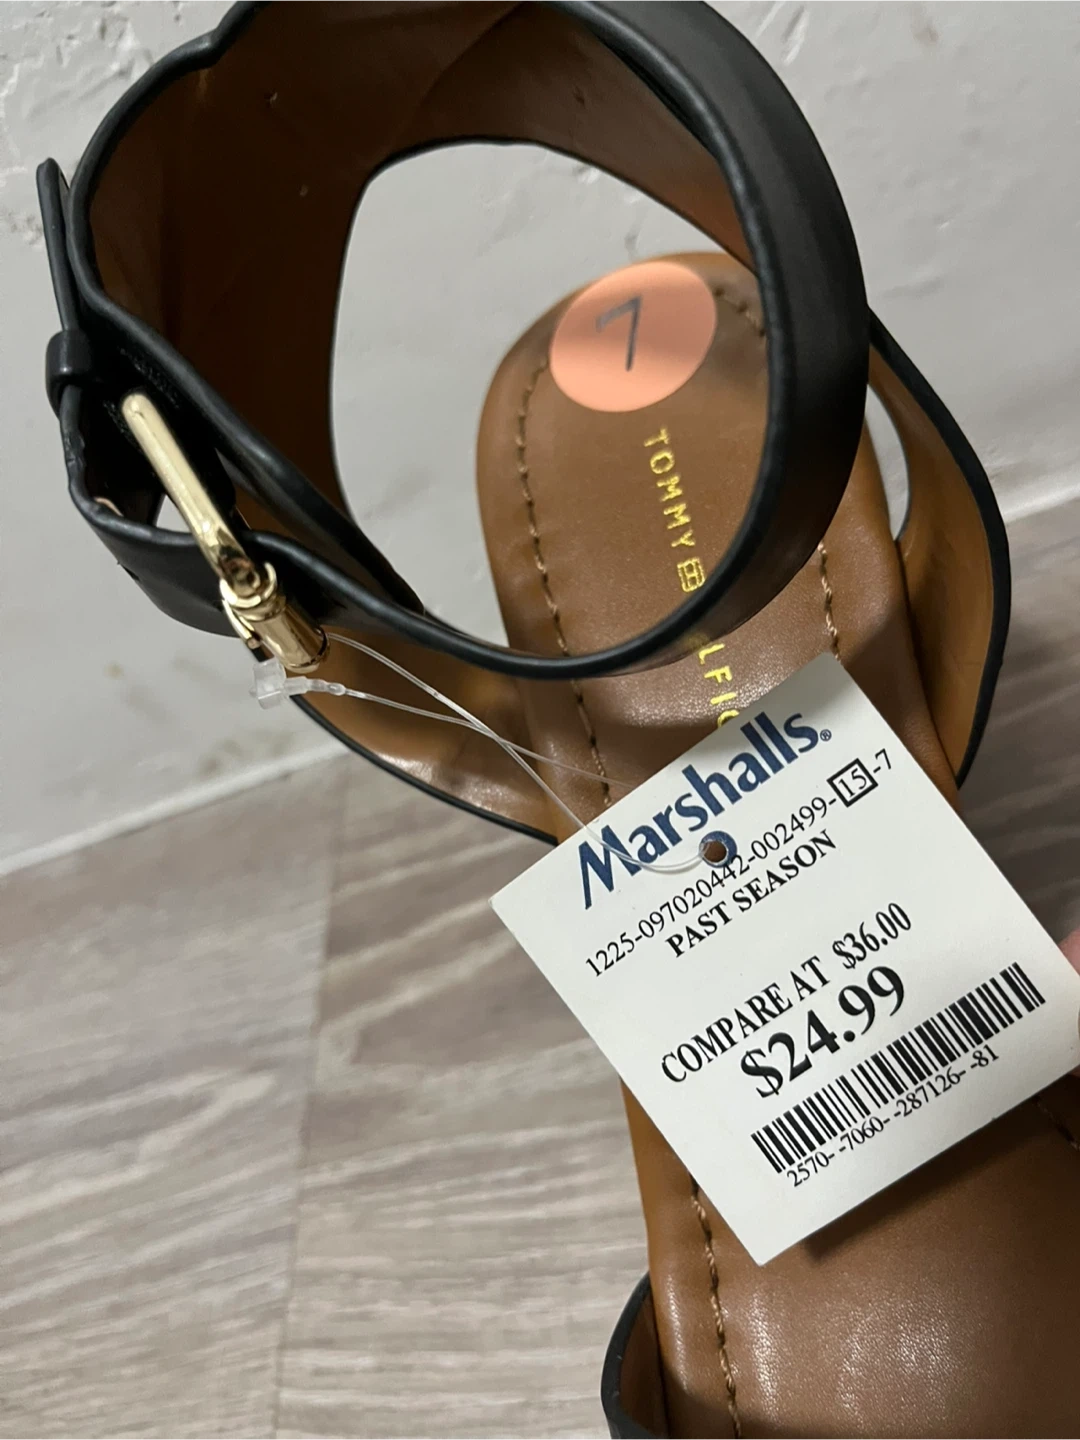 7
TOMMY
LFIG
Marshalls®
1225-097020442-002499-15-7
PAST SEASON
COMPARE AT $36.00
$24.99
2570- -7060- -287126- -81